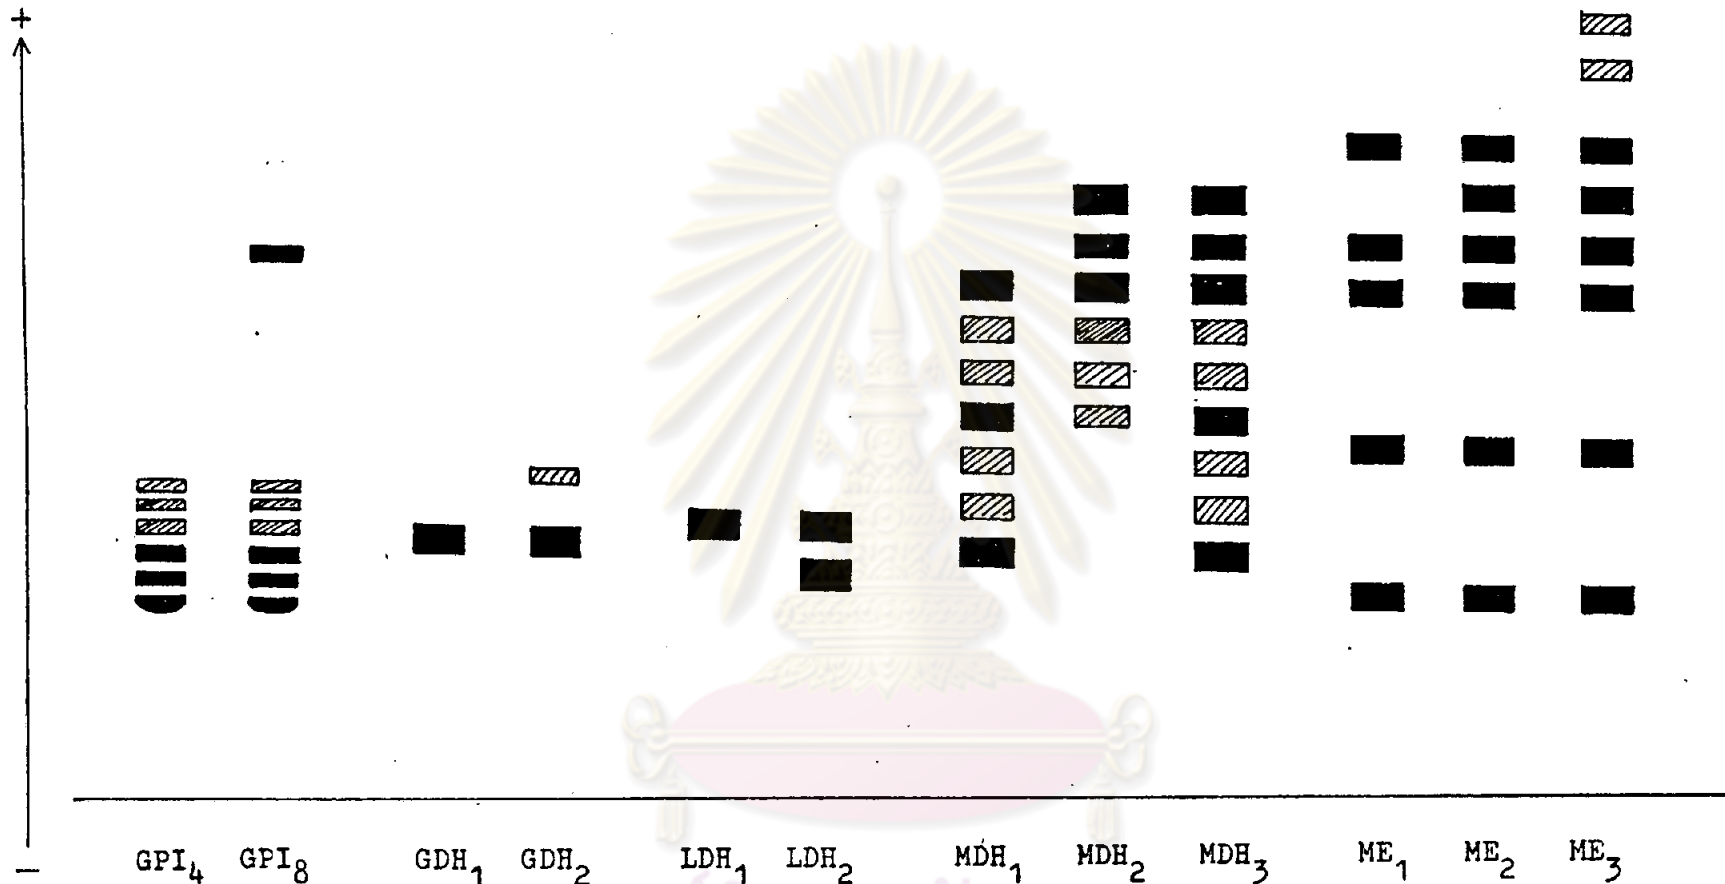 +
−
GPI₄ GPI₈ GDH₁ GDH₂ LDH₁ LDH₂ MDH₁ MDH₂ MDH₃ ME₁ ME₂ ME₃